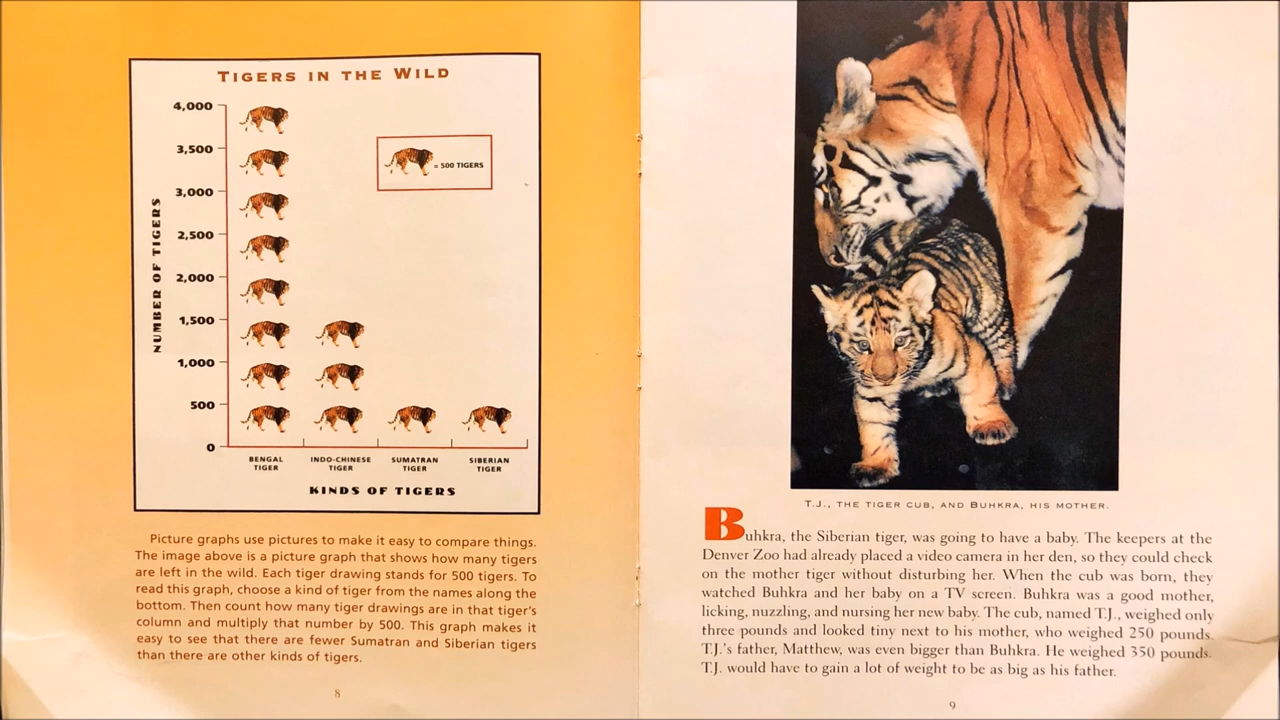 TIGERS IN THE WILD
4,000
3,500
3,000
2,500
2,000
1,500
1,000
500
0
NUMBER OF TIGERS
= 500 TIGERS
BENGAL TIGER
INDO-CHINESE TIGER
SUMATRAN TIGER
SIBERIAN TIGER
KINDS OF TIGERS
Picture graphs use pictures to make it easy to compare things.
The image above is a picture graph that shows how many tigers
are left in the wild. Each tiger drawing stands for 500 tigers. To
read this graph, choose a kind of tiger from the names along the
bottom. Then count how many tiger drawings are in that tiger's
column and multiply that number by 500. This graph makes it
easy to see that there are fewer Sumatran and Siberian tigers
than there are other kinds of tigers.
8
T.J., THE TIGER CUB, AND BUHKRA, HIS MOTHER.
Buhkra, the Siberian tiger, was going to have a baby. The keepers at the
Denver Zoo had already placed a video camera in her den, so they could check
on the mother tiger without disturbing her. When the cub was born, they
watched Buhkra and her baby on a TV screen. Buhkra was a good mother,
licking, nuzzling, and nursing her new baby. The cub, named T.J., weighed only
three pounds and looked tiny next to his mother, who weighed 250 pounds.
T.J.'s father, Matthew, was even bigger than Buhkra. He weighed 350 pounds.
T.J. would have to gain a lot of weight to be as big as his father.
9